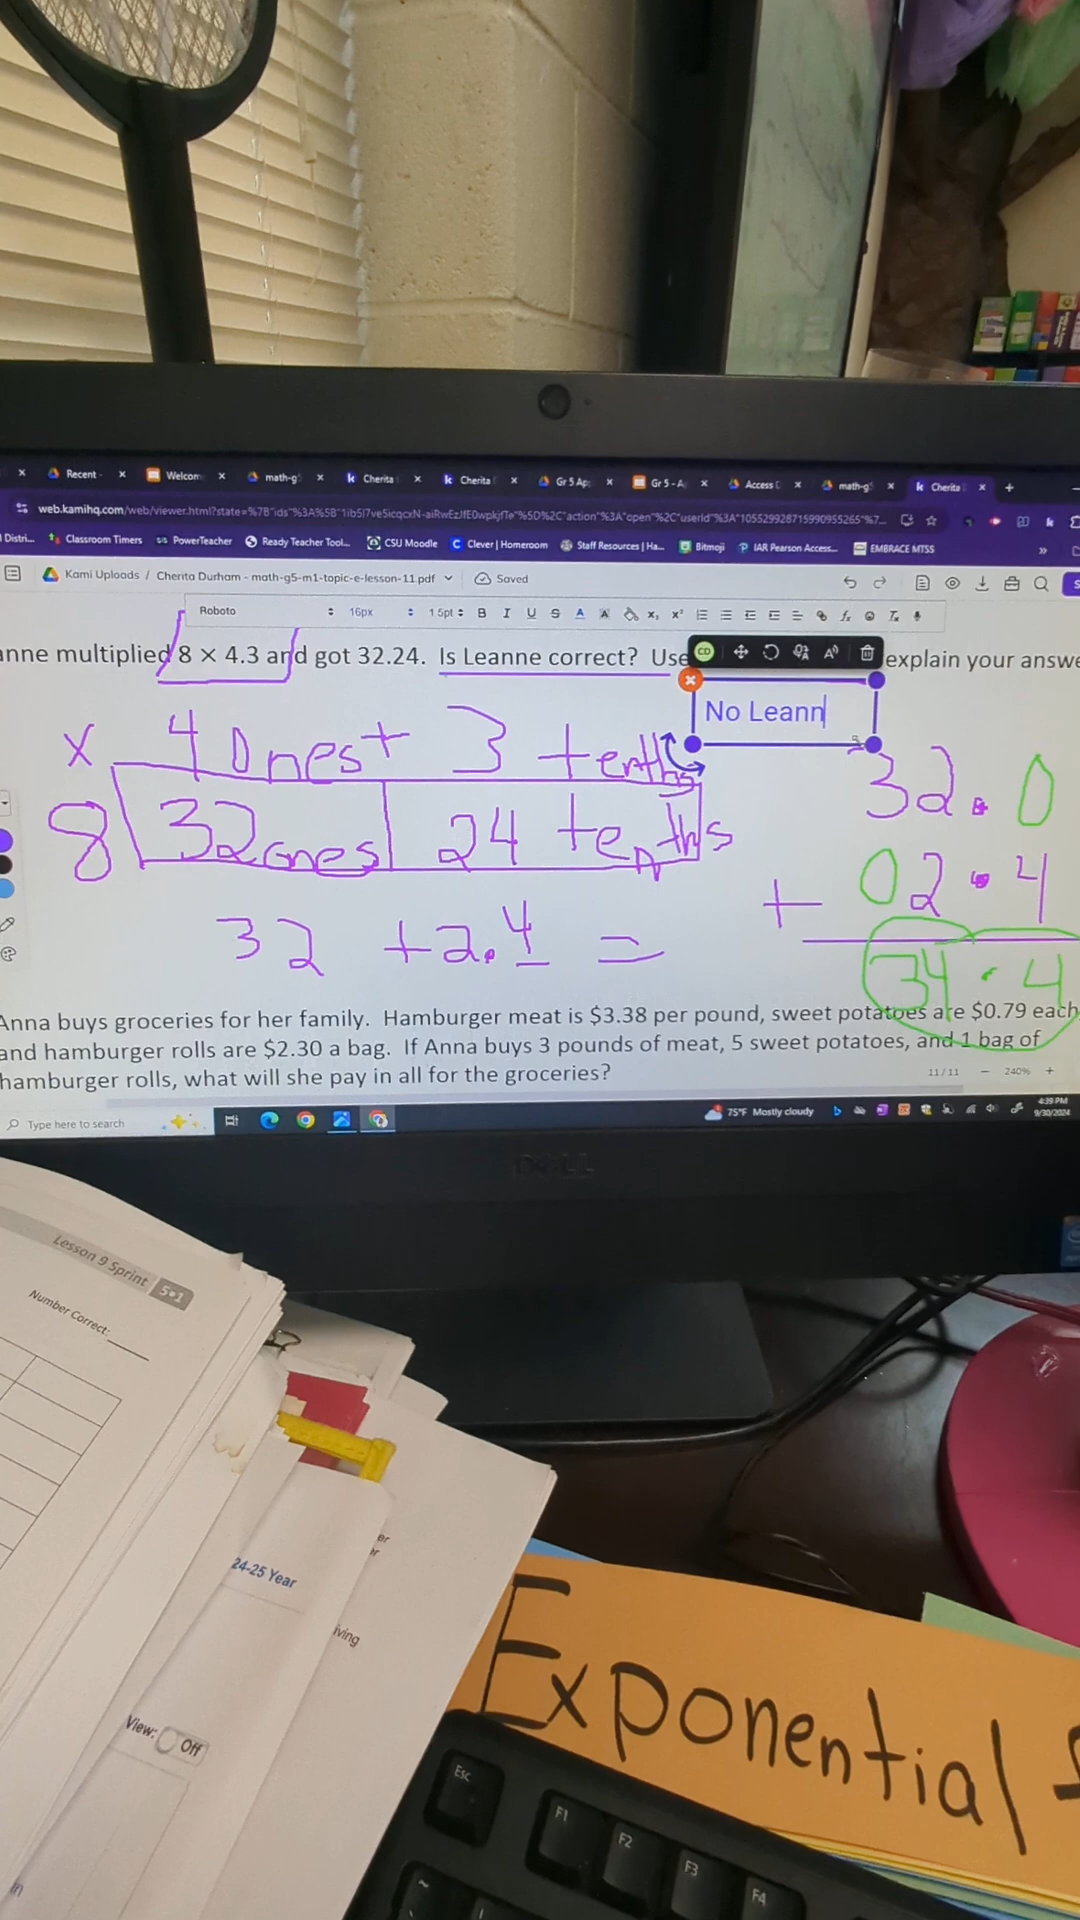 Recent
Welcom
math-g
Cherita
Cherita
Gr 5 Ap
Gr 5 - A
Access
math-g
Cherita
Distri...
Classroom Timers
PowerTeacher
Ready Teacher Tool...
CSU Moodle
Clever | Homeroom
Staff Resources | Ha...
Bitmoji
IAR Pearson Access...
EMBRACE MTSS
Kami Uploads / Cherita Durham - math-g5-m1-topic-e-lesson-11.pdf
Saved
Roboto 16px 1.5pt B I U S A
anne multiplied 8 × 4.3 and got 32.24. Is Leanne correct? Use
explain your answe
CD
No Leann
x 4 Ones + 3 tenths
8 32 ones 24 tenths
32 + 2.4 =
32.0
+ 02.4
34.4
Anna buys groceries for her family. Hamburger meat is $3.38 per pound, sweet potatoes are $0.79 each
and hamburger rolls are $2.30 a bag. If Anna buys 3 pounds of meat, 5 sweet potatoes, and 1 bag of
hamburger rolls, what will she pay in all for the groceries?
11 / 11 − 240% +
Type here to search
75°F Mostly cloudy
4:39 PM
9/30/2024
DELL
Lesson 9 Sprint 5•1
Number Correct:
24-25 Year
er
iving
View: Off
Exponential
Esc
F1
F2
F3
F4